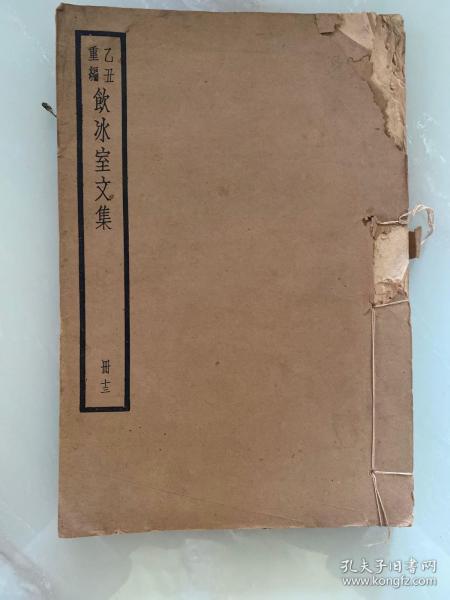 乙丑
重編
飲冰室文集
冊十三
孔夫子旧书网
www.kongfz.com